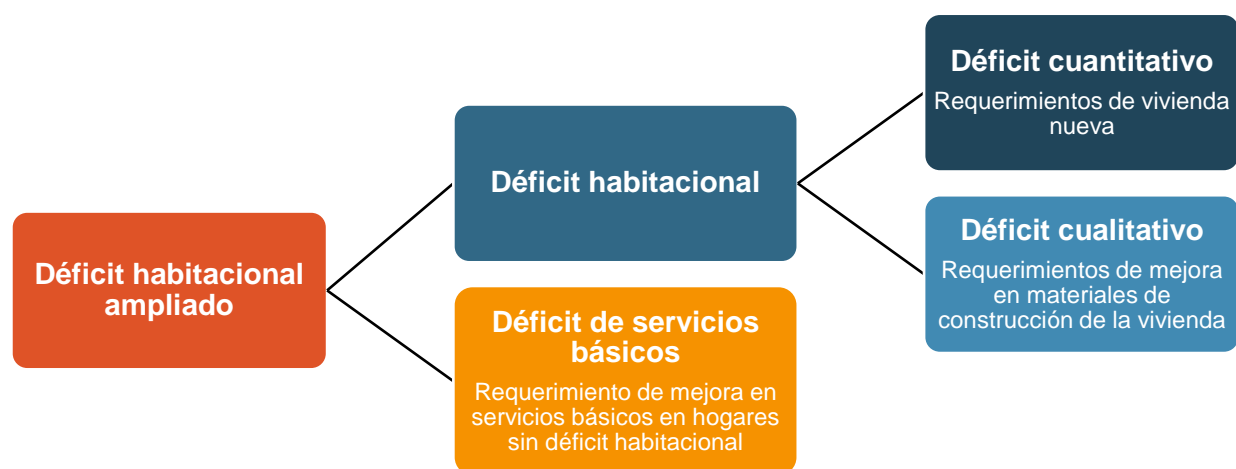 Déficit habitacional
ampliado
Déficit habitacional
Déficit de servicios
básicos
Requerimiento de mejora en
servicios básicos en hogares
sin déficit habitacional
Déficit cuantitativo
Requerimientos de vivienda
nueva
Déficit cualitativo
Requerimientos de mejora
en materiales de
construcción de la vivienda